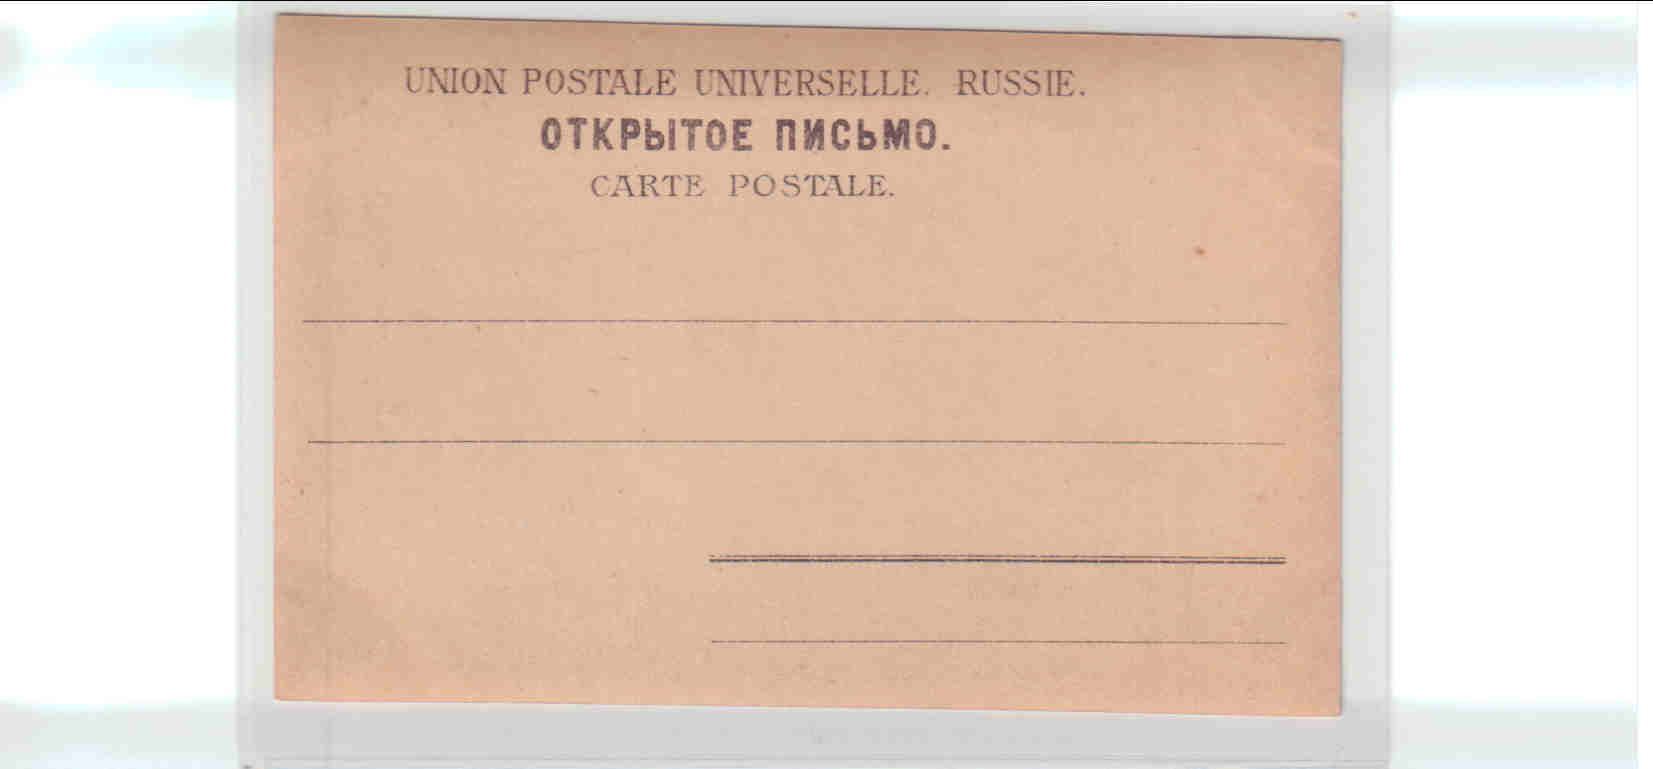 UNION POSTALE UNIVERSELLE. RUSSIE.
ОТКРЫТОЕ ПИСЬМО.
CARTE POSTALE.